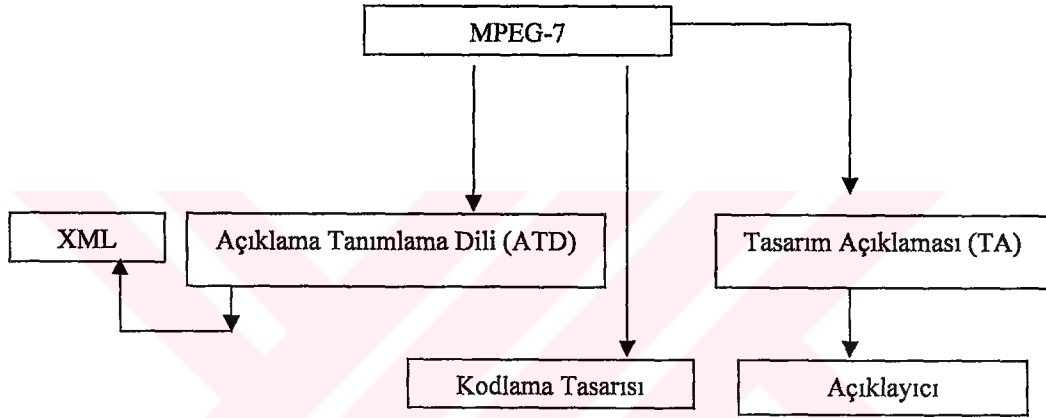 MPEG-7
XML
Açıklama Tanımlama Dili (ATD)
Tasarım Açıklaması (TA)
Kodlama Tasarısı
Açıklayıcı